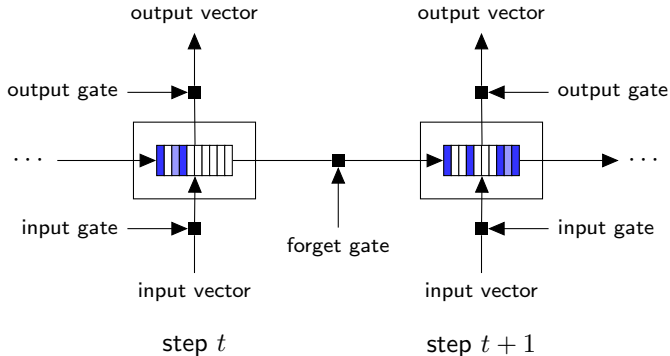 output vector output vector
output gate output gate
··· ···
input gate input gate
forget gate
input vector input vector
step t step t + 1